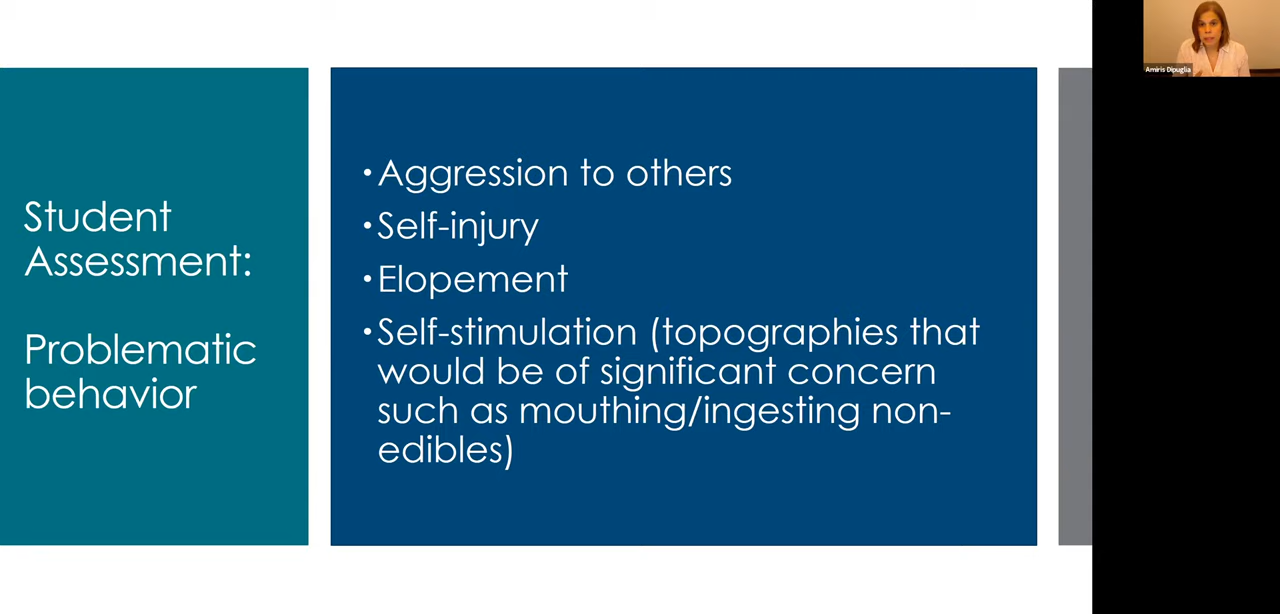 Student
Assessment:
Problematic
behavior
• Aggression to others
• Self-injury
• Elopement
• Self-stimulation (topographies that
would be of significant concern
such as mouthing/ingesting non-
edibles)
Amiris Dipuglia